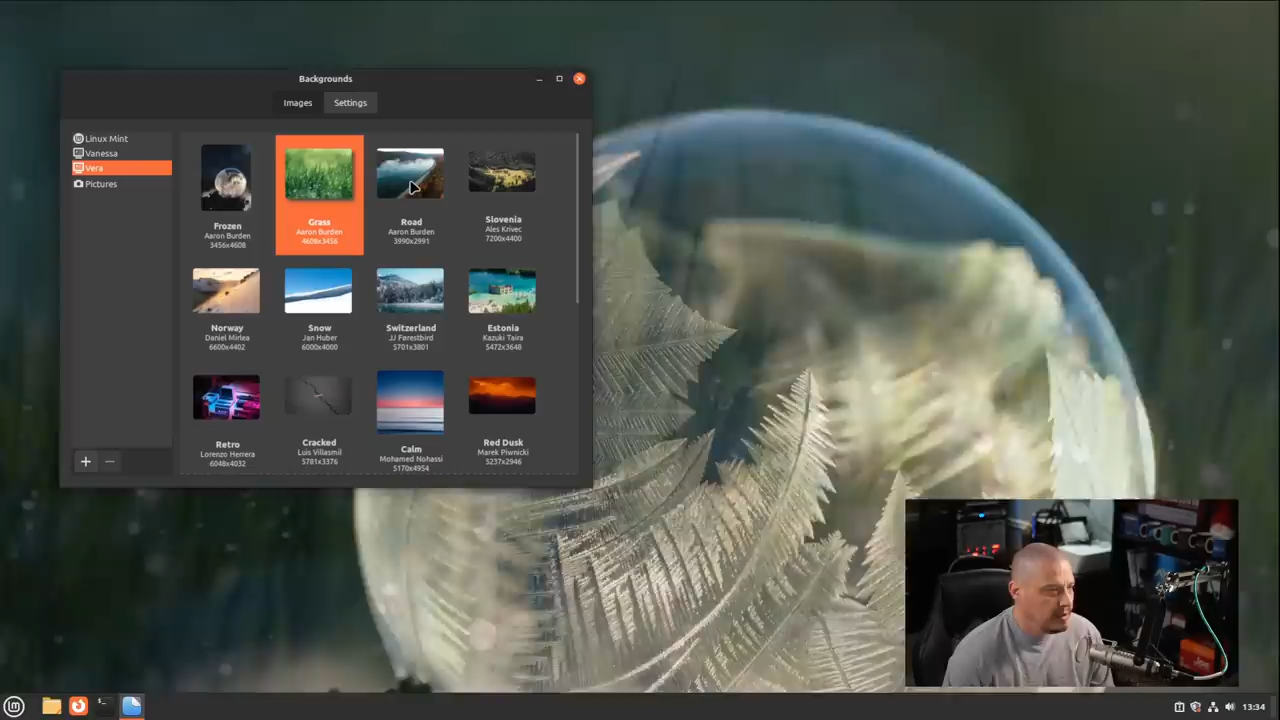 Backgrounds
Images
Settings
Linux Mint
Vanessa
Vera
Pictures
Frozen
Aaron Burden
3456x4608
Grass
Aaron Burden
4608x3456
Road
Aaron Burden
3990x2991
Slovenia
Ales Krivec
7200x4400
Norway
Daniel Mirlea
6600x4402
Snow
Jan Huber
6000x4000
Switzerland
JJ Førestbird
5701x3801
Estonia
Kazuki Taira
5472x3648
Retro
Lorenzo Herrera
6048x4032
Cracked
Luis Villasmil
5781x3376
Calm
Mohamed Nohassi
5170x4954
Red Dusk
Marek Piwnicki
5237x2946
13:34